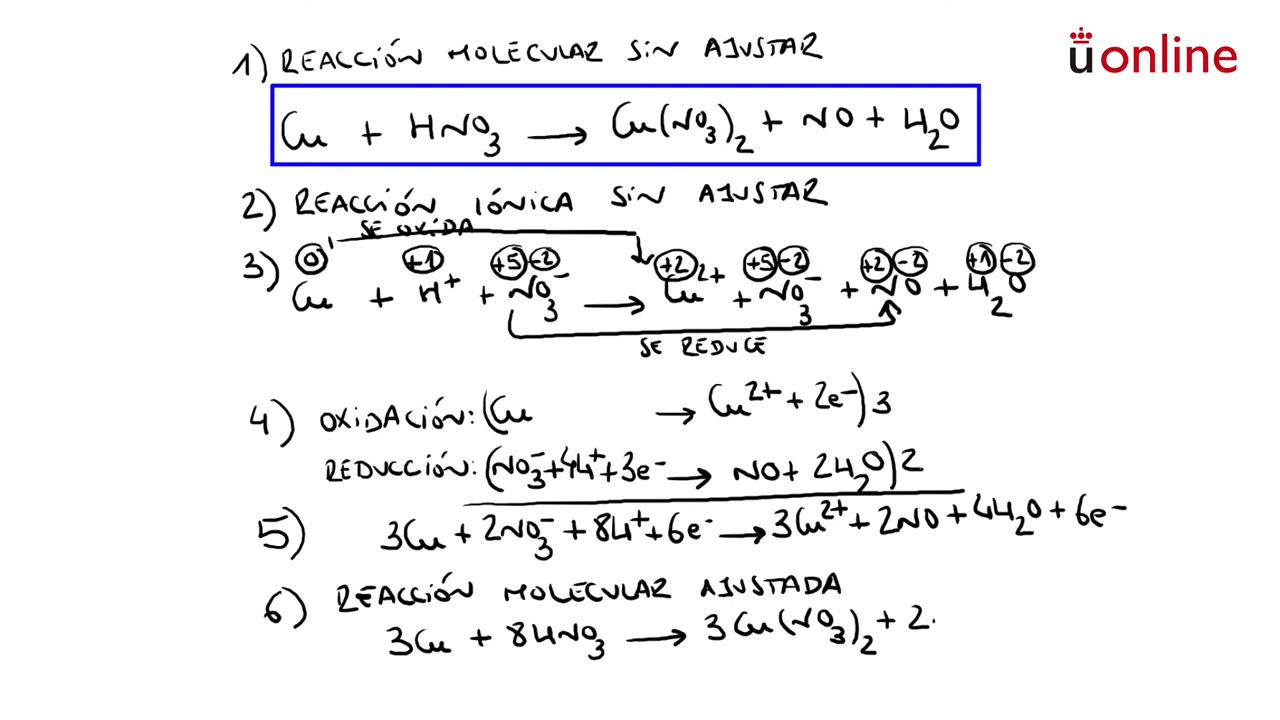 1) REACCIÓN MOLECULAR SIN AJUSTAR
üonline
Cu + HNO₃ → Cu(NO₃)₂ + NO + H₂O
2) REACCIÓN IÓNICA SIN AJUSTAR
SE OXIDA
0 +1 +5 -2 +2 +5 -2 +2 -2 +1 -2
3) Cu + H⁺ + NO₃⁻ → Cu²⁺ + NO₃⁻ + NO + H₂O
SE REDUCE
4) OXIDACIÓN: (Cu → Cu²⁺ + 2e⁻) 3
REDUCCIÓN: (NO₃⁻ + 4H⁺ + 3e⁻ → NO + 2H₂O) 2
5) 3Cu + 2NO₃⁻ + 8H⁺ + 6e⁻ → 3Cu²⁺ + 2NO + 4H₂O + 6e⁻
6) REACCIÓN MOLECULAR AJUSTADA
3Cu + 8HNO₃ → 3Cu(NO₃)₂ + 2